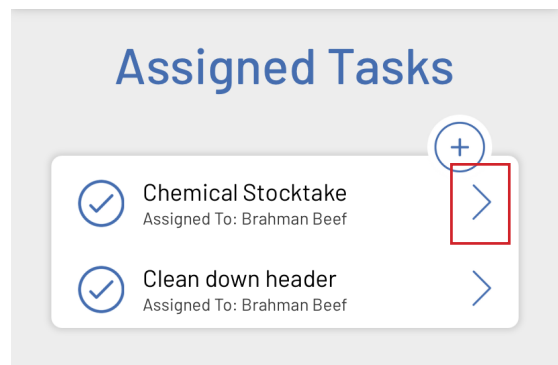 Assigned Tasks
Chemical Stocktake
Assigned To: Brahman Beef
Clean down header
Assigned To: Brahman Beef